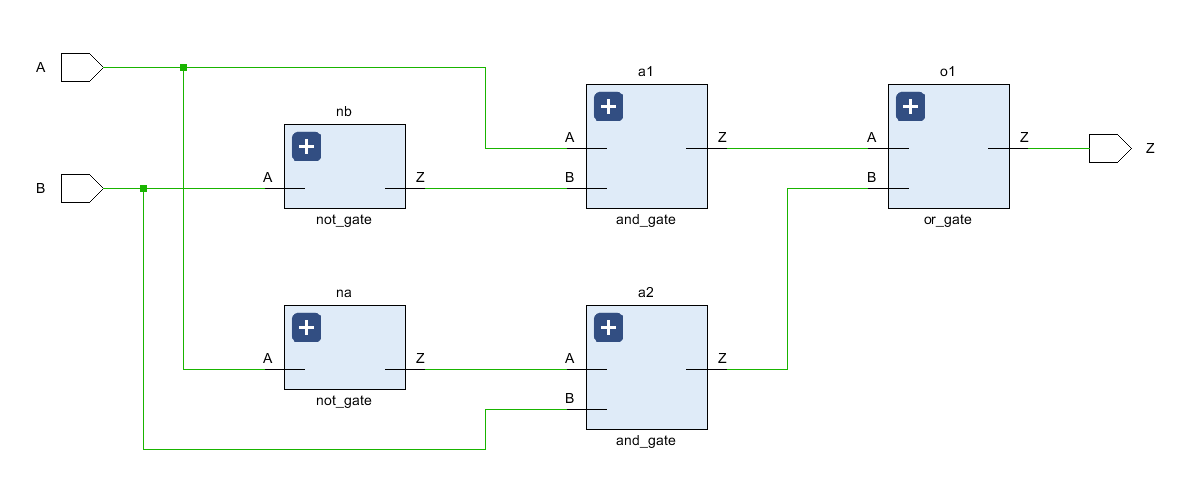 A
a1
o1
nb
A
Z
A
Z
Z
B
A
Z
B
B
not_gate
and_gate
or_gate
na
a2
A
Z
A
Z
B
not_gate
and_gate